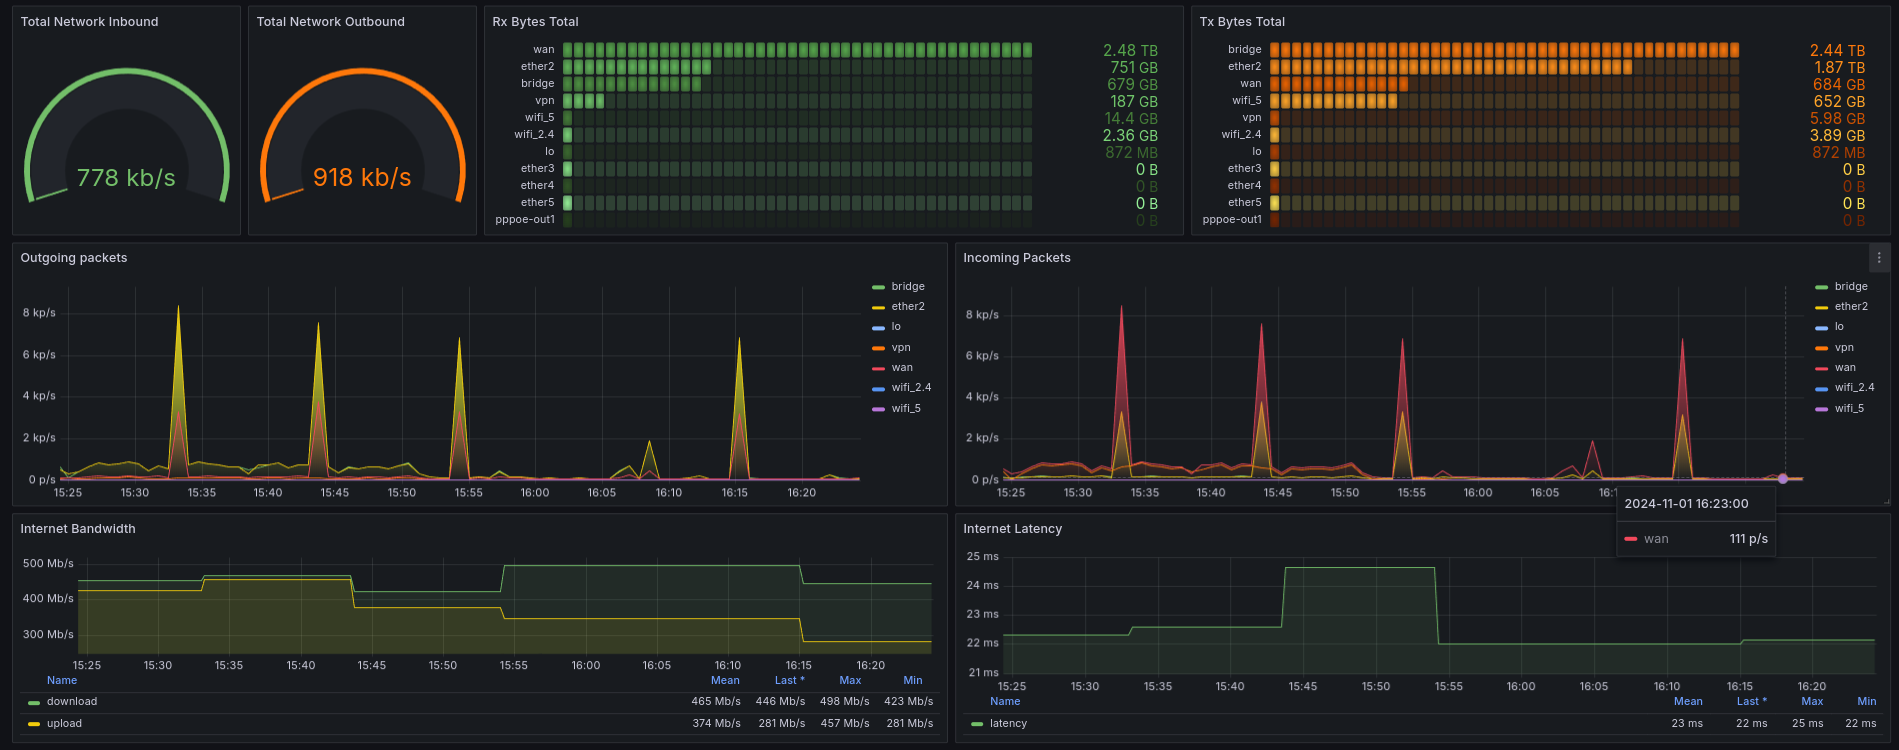 Total Network Inbound
778 kb/s
Total Network Outbound
918 kb/s
Rx Bytes Total
wan 2.48 TB
ether2 751 GB
bridge 679 GB
vpn 187 GB
wifi_5 14.4 GB
wifi_2.4 2.36 GB
lo 872 MB
ether3 0 B
ether4 0 B
ether5 0 B
pppoe-out1 0 B
Tx Bytes Total
bridge 2.44 TB
ether2 1.87 TB
wan 684 GB
wifi_5 652 GB
vpn 5.98 GB
wifi_2.4 3.89 GB
lo 872 MB
ether3 0 B
ether4 0 B
ether5 0 B
pppoe-out1 0 B
Outgoing packets
8 kp/s
6 kp/s
4 kp/s
2 kp/s
0 p/s
15:25 15:30 15:35 15:40 15:45 15:50 15:55 16:00 16:05 16:10 16:15 16:20
bridge
ether2
lo
vpn
wan
wifi_2.4
wifi_5
Incoming Packets
8 kp/s
6 kp/s
4 kp/s
2 kp/s
0 p/s
15:25 15:30 15:35 15:40 15:45 15:50 15:55 16:00 16:05
bridge
ether2
lo
vpn
wan
wifi_2.4
wifi_5
2024-11-01 16:23:00
wan 111 p/s
Internet Bandwidth
500 Mb/s
400 Mb/s
300 Mb/s
15:25 15:30 15:35 15:40 15:45 15:50 15:55 16:00 16:05 16:10 16:15 16:20
Name Mean Last * Max Min
download 465 Mb/s 446 Mb/s 498 Mb/s 423 Mb/s
upload 374 Mb/s 281 Mb/s 457 Mb/s 281 Mb/s
Internet Latency
25 ms
24 ms
23 ms
22 ms
21 ms
15:25 15:30 15:35 15:40 15:45 15:50 15:55 16:00 16:05 16:10 16:15 16:20
Name Mean Last * Max Min
latency 23 ms 22 ms 25 ms 22 ms